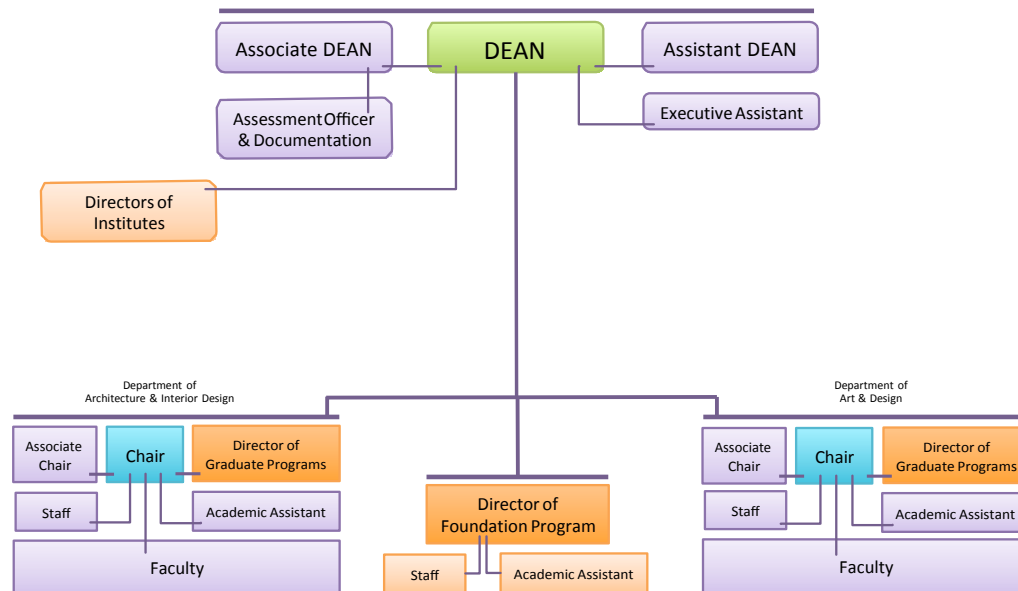 Associate DEAN
DEAN
Assistant DEAN
Assessment Officer
& Documentation
Executive Assistant
Directors of
Institutes
Department of
Architecture & Interior Design
Associate
Chair
Chair
Director of
Graduate Programs
Staff
Academic Assistant
Faculty
Director of
Foundation Program
Staff
Academic Assistant
Department of
Art & Design
Associate
Chair
Chair
Director of
Graduate Programs
Staff
Academic Assistant
Faculty